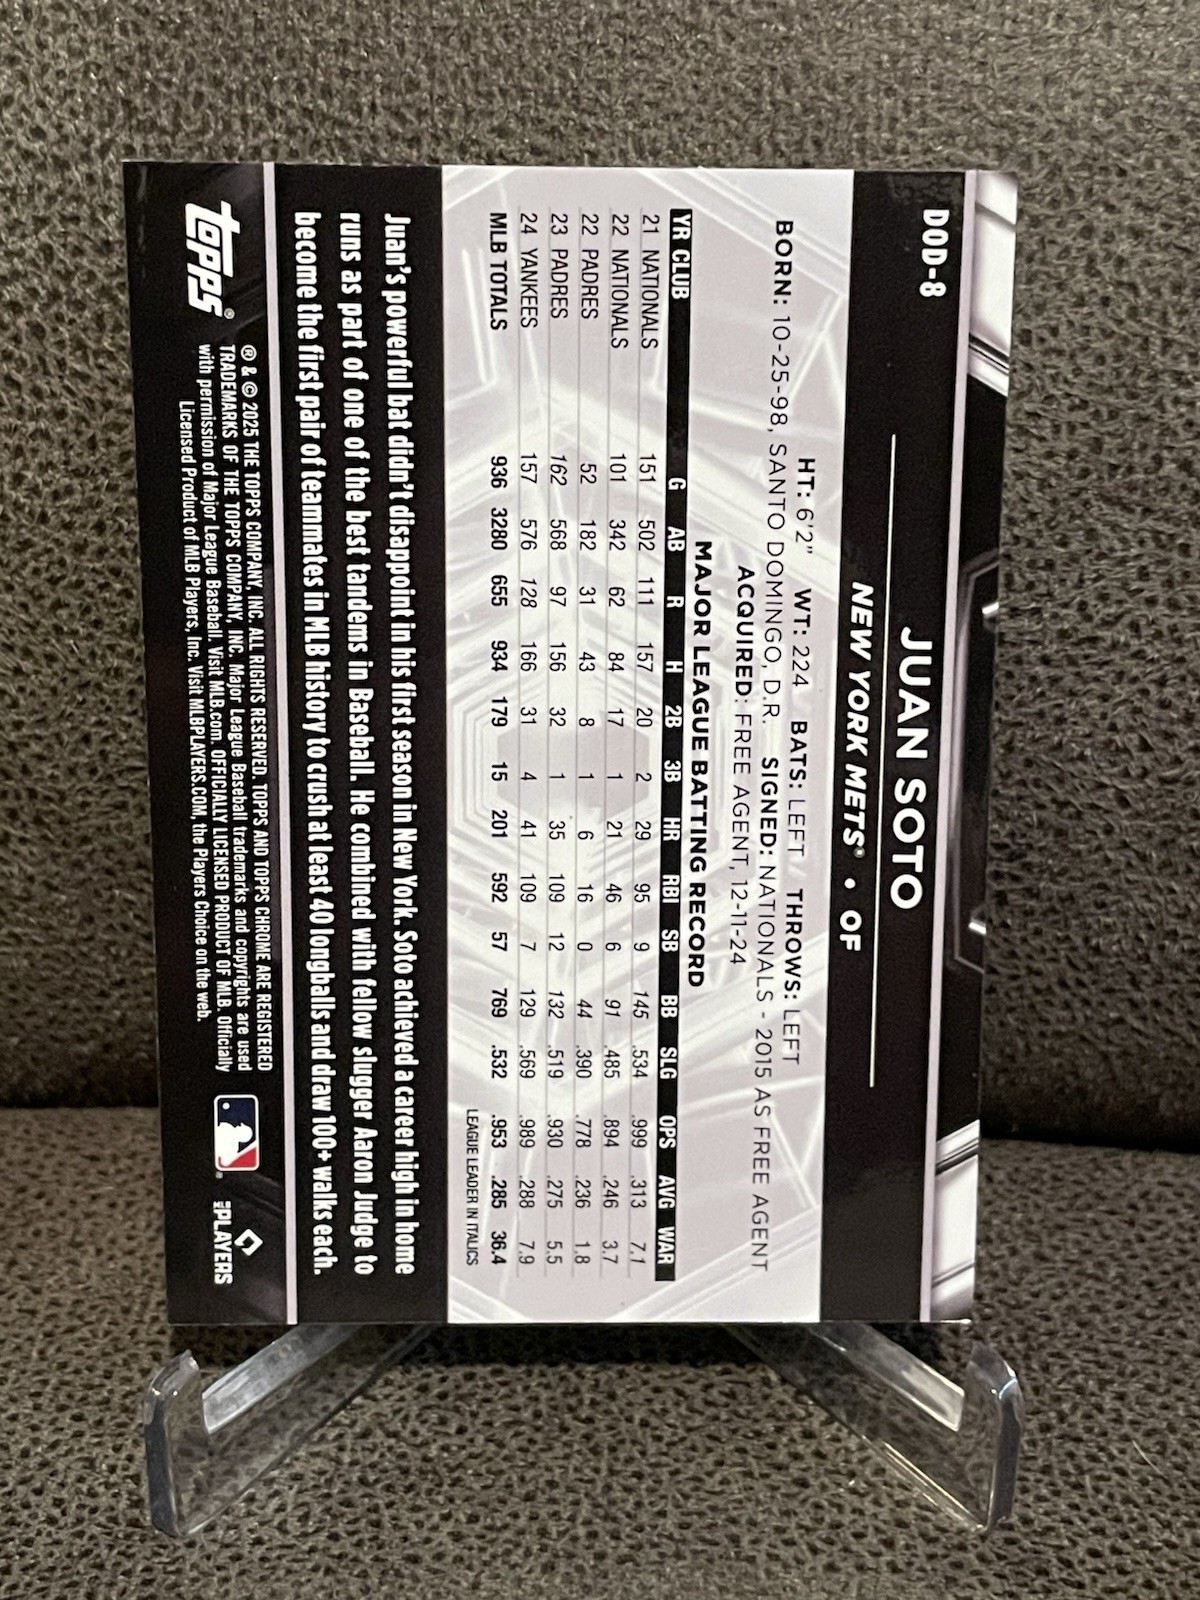 DOD-8
JUAN SOTO
NEW YORK METS® • OF
HT: 6'2" WT: 224 BATS: LEFT THROWS: LEFT
BORN: 10-25-98, SANTO DOMINGO, D.R. SIGNED: NATIONALS - 2015 AS FREE AGENT
ACQUIRED: FREE AGENT, 12-11-24
MAJOR LEAGUE BATTING RECORD
YR CLUB G AB R H 2B 3B HR RBI SB BB SLG OPS AVG WAR
21 NATIONALS 151 502 111 157 20 2 29 95 9 145 .534 .999 .313 7.1
22 NATIONALS 101 342 62 84 17 1 21 46 6 91 .485 .894 .246 3.7
22 PADRES 52 182 31 43 8 1 6 16 0 44 .390 .778 .236 1.8
23 PADRES 162 568 97 156 32 1 35 109 12 132 .519 .930 .275 5.5
24 YANKEES 157 576 128 166 31 4 41 109 7 129 .569 .989 .288 7.9
MLB TOTALS 936 3280 655 934 179 15 201 592 57 769 .532 .953 .285 36.4
LEAGUE LEADER IN ITALICS
Juan's powerful bat didn't disappoint in his first season in New York. Soto achieved a career high in home
runs as part of one of the best tandems in Baseball. He combined with fellow slugger Aaron Judge to
become the first pair of teammates in MLB history to crush at least 40 longballs and draw 100+ walks each.
topps®
® & © 2025 THE TOPPS COMPANY, INC. ALL RIGHTS RESERVED. TOPPS AND TOPPS CHROME ARE REGISTERED
TRADEMARKS OF THE TOPPS COMPANY, INC. Major League Baseball trademarks and copyrights are used
with permission of Major League Baseball. Visit MLB.com. OFFICIALLY LICENSED PRODUCT OF MLB. Officially
Licensed Product of MLB Players, Inc. Visit MLBPLAYERS.COM, the Players Choice on the web.
MLB PLAYERS